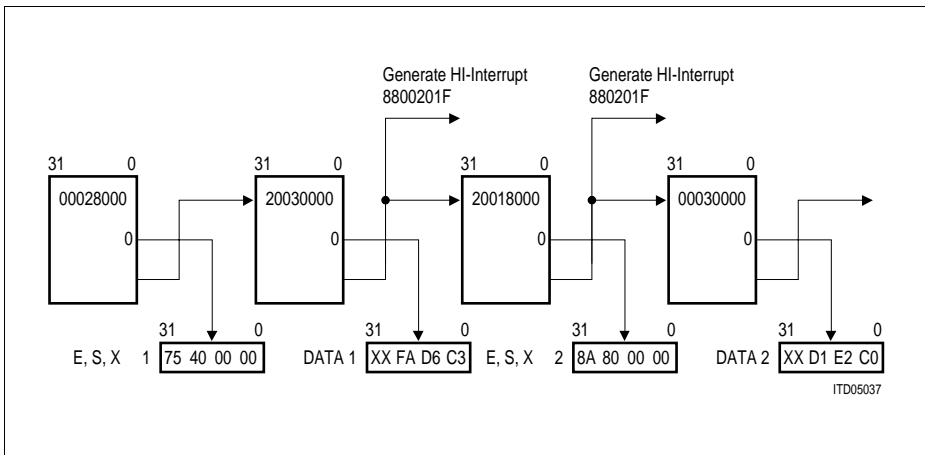 Generate HI-Interrupt Generate HI-Interrupt
8800201F 880201F
31 0 31 0 31 0 31 0
00028000 20030000 20018000 00030000
0 0 0 0
31 0 31 0 31 0 31 0
E, S, X 1 75 40 00 00 DATA 1 XX FA D6 C3 E, S, X 2 8A 80 00 00 DATA 2 XX D1 E2 C0
ITD05037